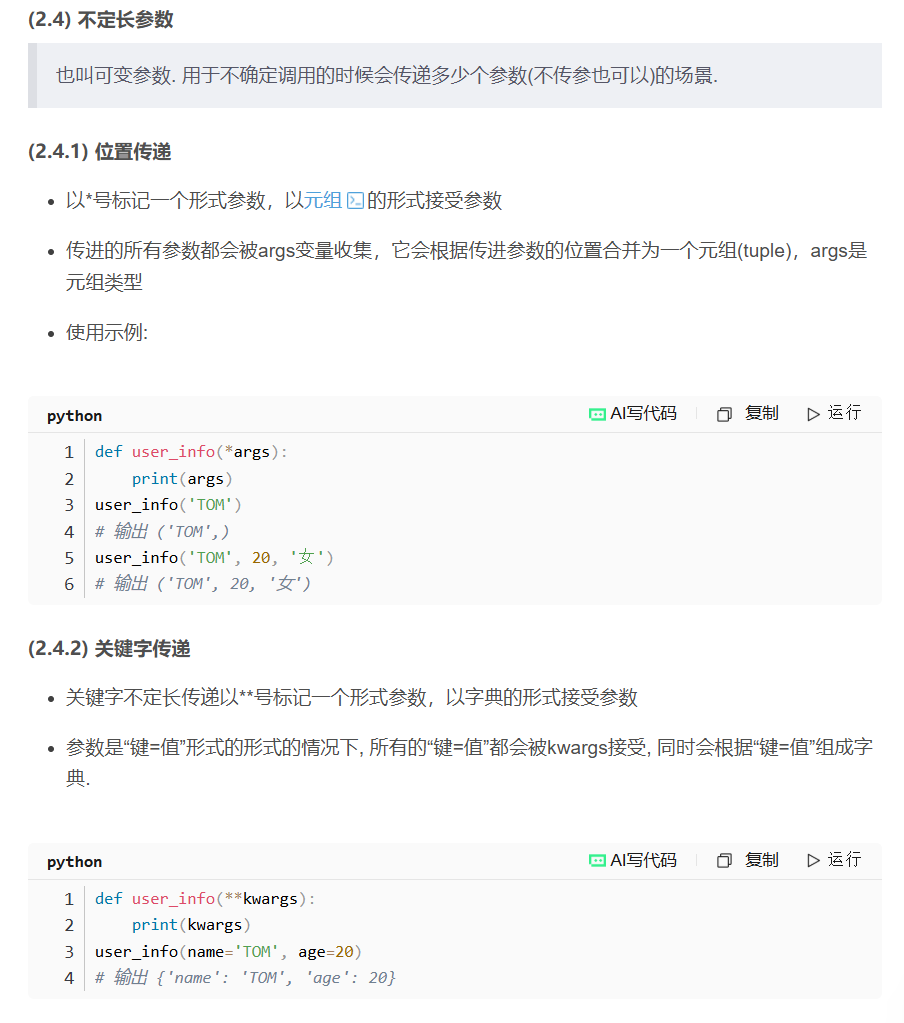 (2.4) 不定长参数
也叫可变参数. 用于不确定调用的时候会传递多少个参数(不传参也可以)的场景.
(2.4.1) 位置传递
以*号标记一个形式参数，以元组的形式接受参数
传进的所有参数都会被args变量收集，它会根据传进参数的位置合并为一个元组(tuple)，args是
元组类型
使用示例:
python AI写代码 复制 运行
1 def user_info(*args):
2     print(args)
3 user_info('TOM')
4 # 输出 ('TOM',)
5 user_info('TOM', 20, '女')
6 # 输出 ('TOM', 20, '女')
(2.4.2) 关键字传递
关键字不定长传递以**号标记一个形式参数，以字典的形式接受参数
参数是“键=值”形式的形式的情况下, 所有的“键=值”都会被kwargs接受, 同时会根据“键=值”组成字
典.
python AI写代码 复制 运行
1 def user_info(**kwargs):
2     print(kwargs)
3 user_info(name='TOM', age=20)
4 # 输出 {'name': 'TOM', 'age': 20}